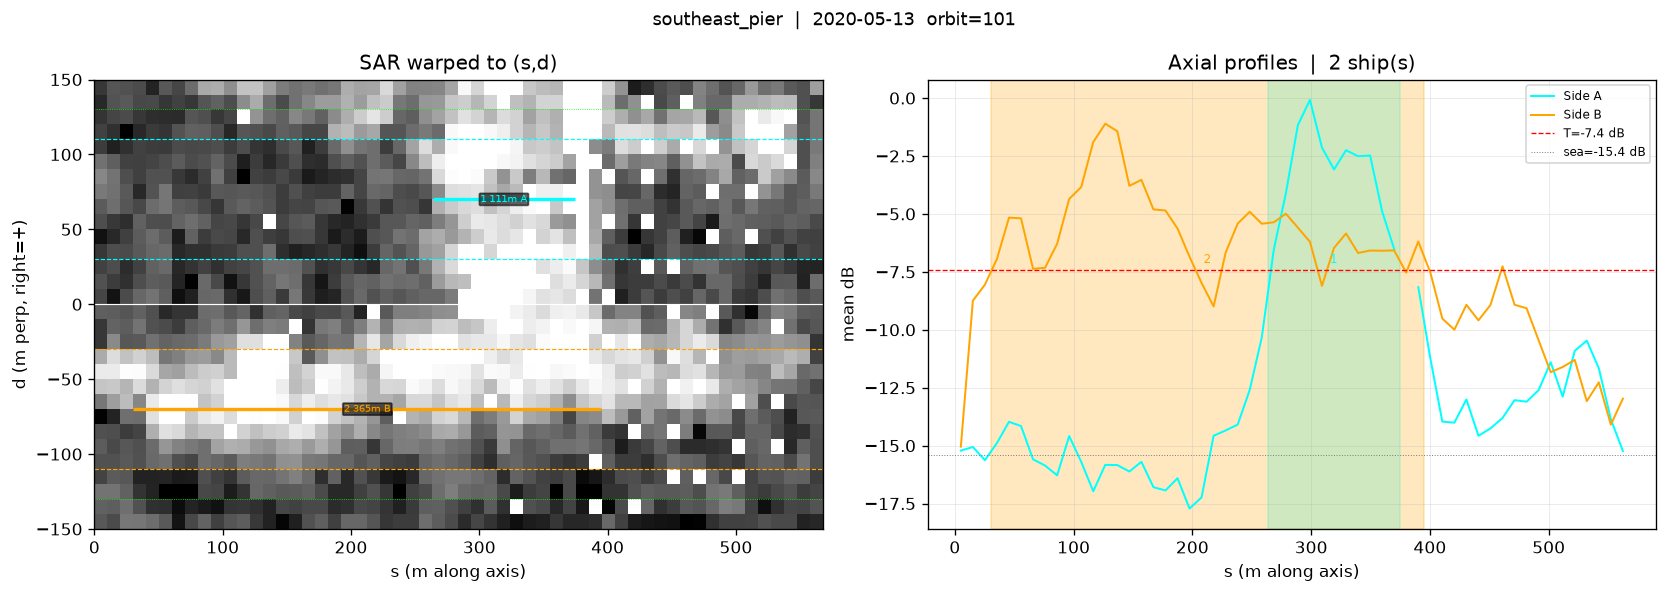 southeast_pier | 2020-05-13 orbit=101
SAR warped to (s,d)
150
100
50
0
−50
−100
−150
d (m perp, right=+)
1 111m A
2 365m B
0
100
200
300
400
500
s (m along axis)
Axial profiles | 2 ship(s)
0.0
−2.5
−5.0
−7.5
−10.0
−12.5
−15.0
−17.5
mean dB
Side A
Side B
T=-7.4 dB
sea=-15.4 dB
2
1
0
100
200
300
400
500
s (m along axis)